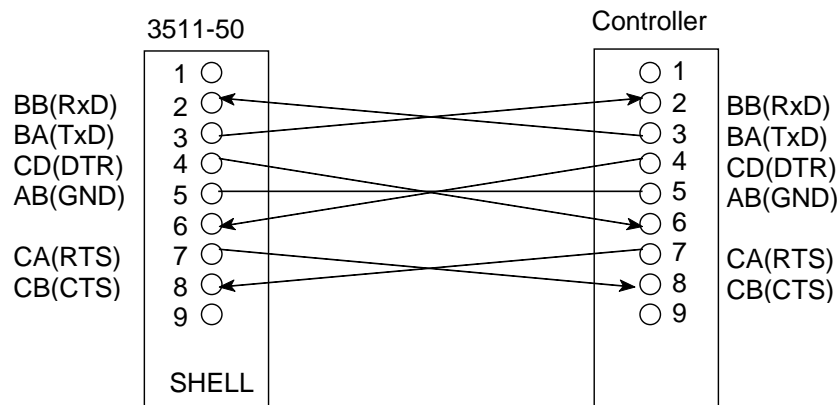 3511-50 Controller
1 1
BB(RxD) 2 2 BB(RxD)
BA(TxD) 3 3 BA(TxD)
CD(DTR) 4 4 CD(DTR)
AB(GND) 5 5 AB(GND)
6 6
CA(RTS) 7 7 CA(RTS)
CB(CTS) 8 8 CB(CTS)
9 9
SHELL